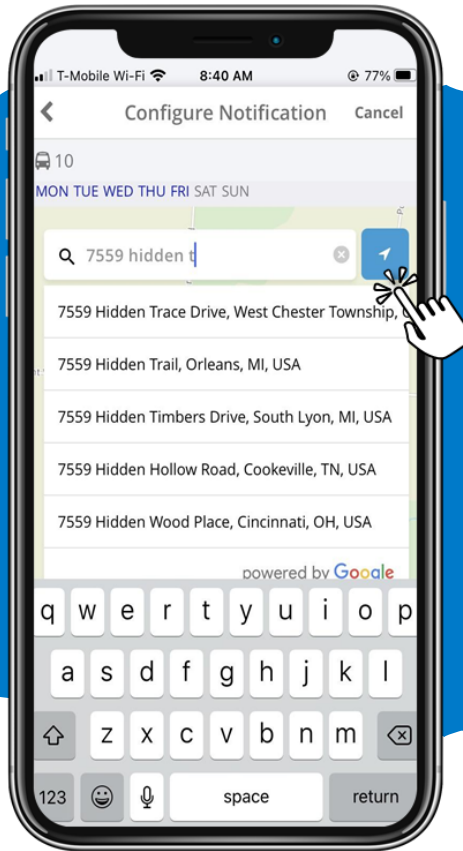 T-Mobile Wi-Fi 8:40 AM 77%
Configure Notification Cancel
10
MON TUE WED THU FRI SAT SUN
7559 hidden t
7559 Hidden Trace Drive, West Chester Township,
7559 Hidden Trail, Orleans, MI, USA
7559 Hidden Timbers Drive, South Lyon, MI, USA
7559 Hidden Hollow Road, Cookeville, TN, USA
7559 Hidden Wood Place, Cincinnati, OH, USA
powered by Google
q w e r t y u i o p
a s d f g h j k l
z x c v b n m
123 space return